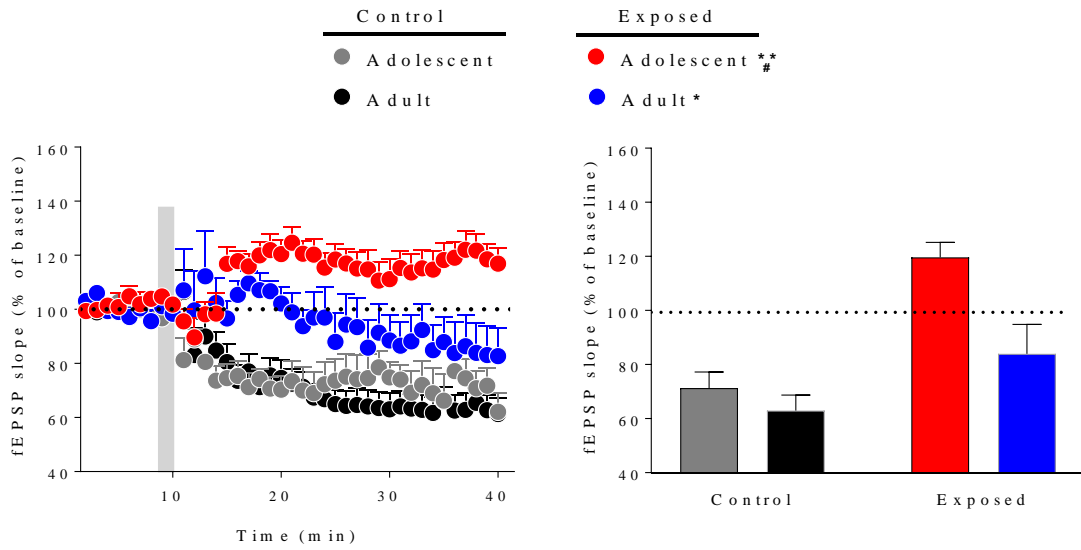 Control Exposed
Adolescent Adolescent **
#
Adult Adult *
fEPSP slope (% of baseline)
160
140
120
100
80
60
40
10 20 30 40
Time (min)
fEPSP slope (% of baseline)
160
140
120
100
80
60
40
Control Exposed